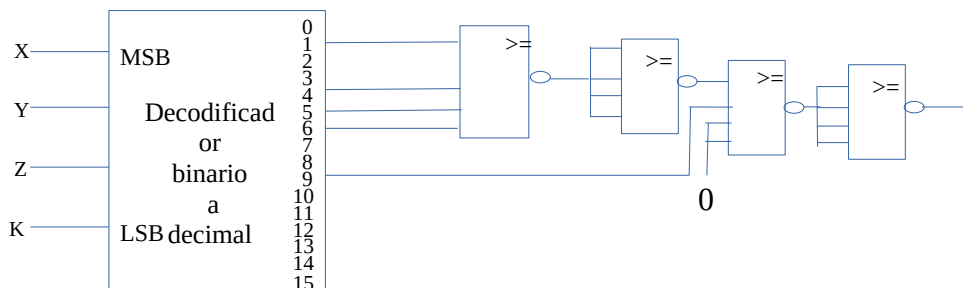 X
MSB
Y
Decodificad
or
binario
a
decimal
Z
K
LSB
0
1
2
3
4
5
6
7
8
9
10
11
12
13
14
15
>=
>=
>=
>=
0